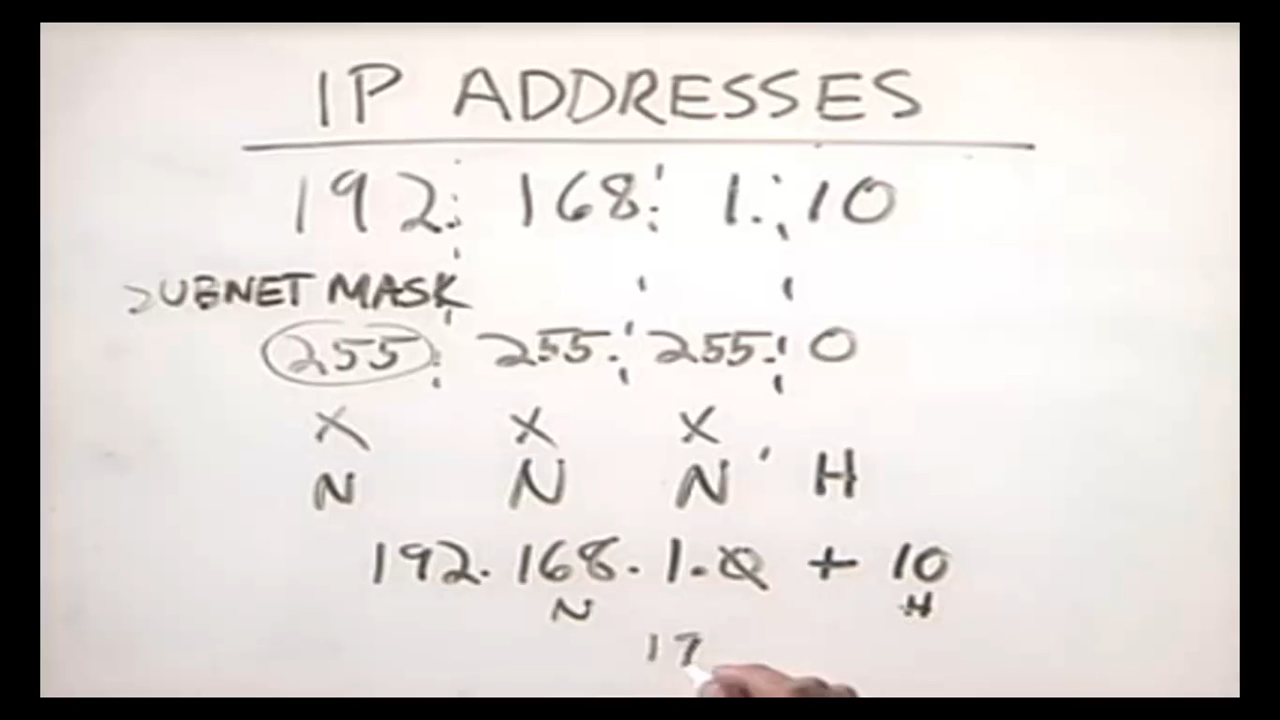 IP ADDRESSES
192. 168. 1. 10
SUBNET MASK
255. 255. 255. 0
X X X
N N N H
192. 168. 1. 0 + 10
N H
17